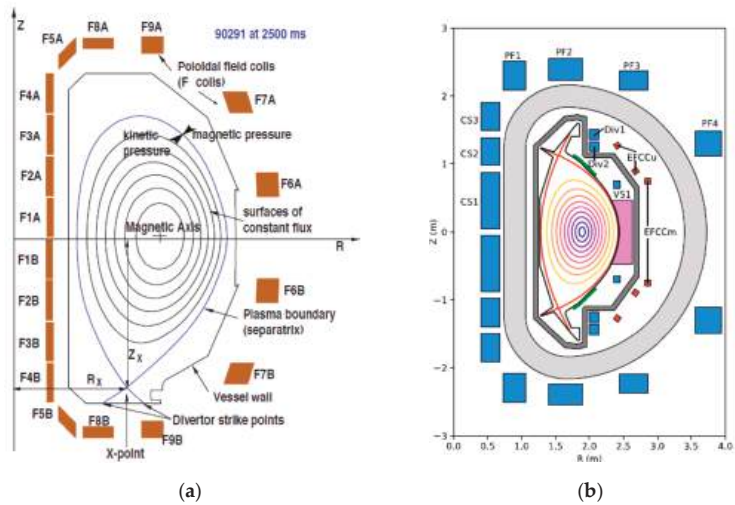 Z
F8A
F9A
90291 at 2500 ms
F5A
Poloidal field coils
(F coils)
F4A
F7A
F3A
kinetic
pressure
magnetic pressure
F2A
F6A
F1A
surfaces of
constant flux
Magnetic Axis
R
F1B
F2B
F6B
Plasma boundary
(separatrix)
F3B
Z_X
R_X
F4B
F7B
Vessel wall
F5B
F8B
Divertor strike points
F9B
X-point
(a)
3
PF1
PF2
PF3
2
CS3
Div1
PF4
EFCCu
CS2
Div2
1
CS1
VS1
Z (m)
0
EFCCm
−1
−2
−3
0.0
0.5
1.0
1.5
2.0
2.5
3.0
3.5
4.0
R (m)
(b)